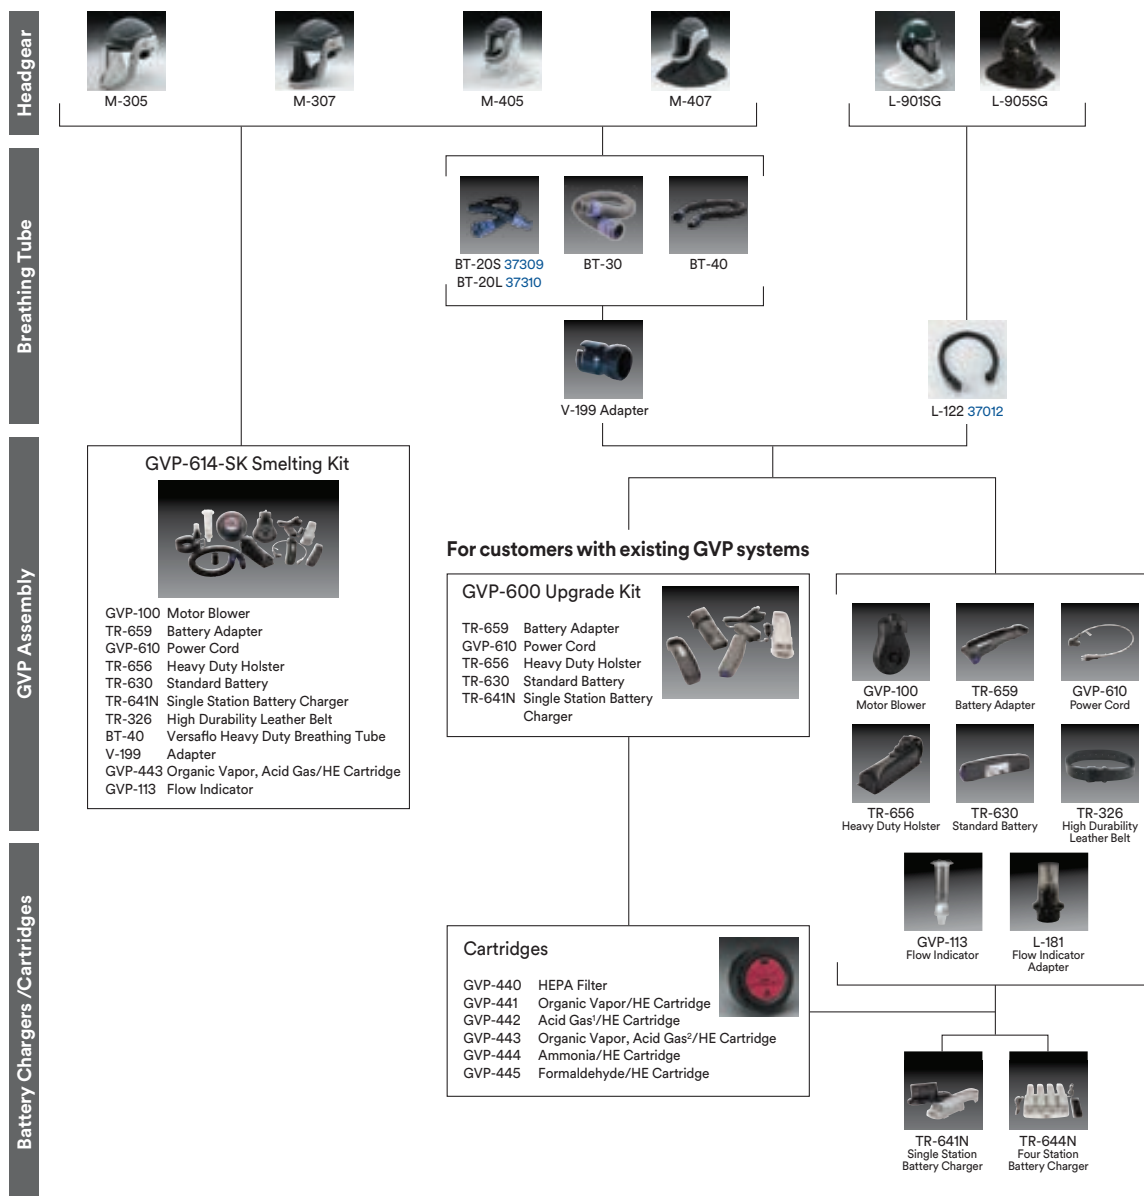 Headgear
M-305
M-307
M-405
M-407
L-901SG
L-905SG
Breathing Tube
BT-20S 37309
BT-20L 37310
BT-30
BT-40
V-199 Adapter
L-122 37012
GVP Assembly
GVP-614-SK Smelting Kit
GVP-100 Motor Blower
TR-659 Battery Adapter
GVP-610 Power Cord
TR-656 Heavy Duty Holster
TR-630 Standard Battery
TR-641N Single Station Battery Charger
TR-326 High Durability Leather Belt
BT-40 Versaflo Heavy Duty Breathing Tube
V-199 Adapter
GVP-443 Organic Vapor, Acid Gas/HE Cartridge
GVP-113 Flow Indicator
For customers with existing GVP systems
GVP-600 Upgrade Kit
TR-659 Battery Adapter
GVP-610 Power Cord
TR-656 Heavy Duty Holster
TR-630 Standard Battery
TR-641N Single Station Battery
Charger
GVP-100
Motor Blower
TR-659
Battery Adapter
GVP-610
Power Cord
TR-656
Heavy Duty Holster
TR-630
Standard Battery
TR-326
High Durability
Leather Belt
GVP-113
Flow Indicator
L-181
Flow Indicator
Adapter
Battery Chargers /Cartridges
Cartridges
GVP-440 HEPA Filter
GVP-441 Organic Vapor/HE Cartridge
GVP-442 Acid Gas¹/HE Cartridge
GVP-443 Organic Vapor, Acid Gas²/HE Cartridge
GVP-444 Ammonia/HE Cartridge
GVP-445 Formaldehyde/HE Cartridge
TR-641N
Single Station
Battery Charger
TR-644N
Four Station
Battery Charger